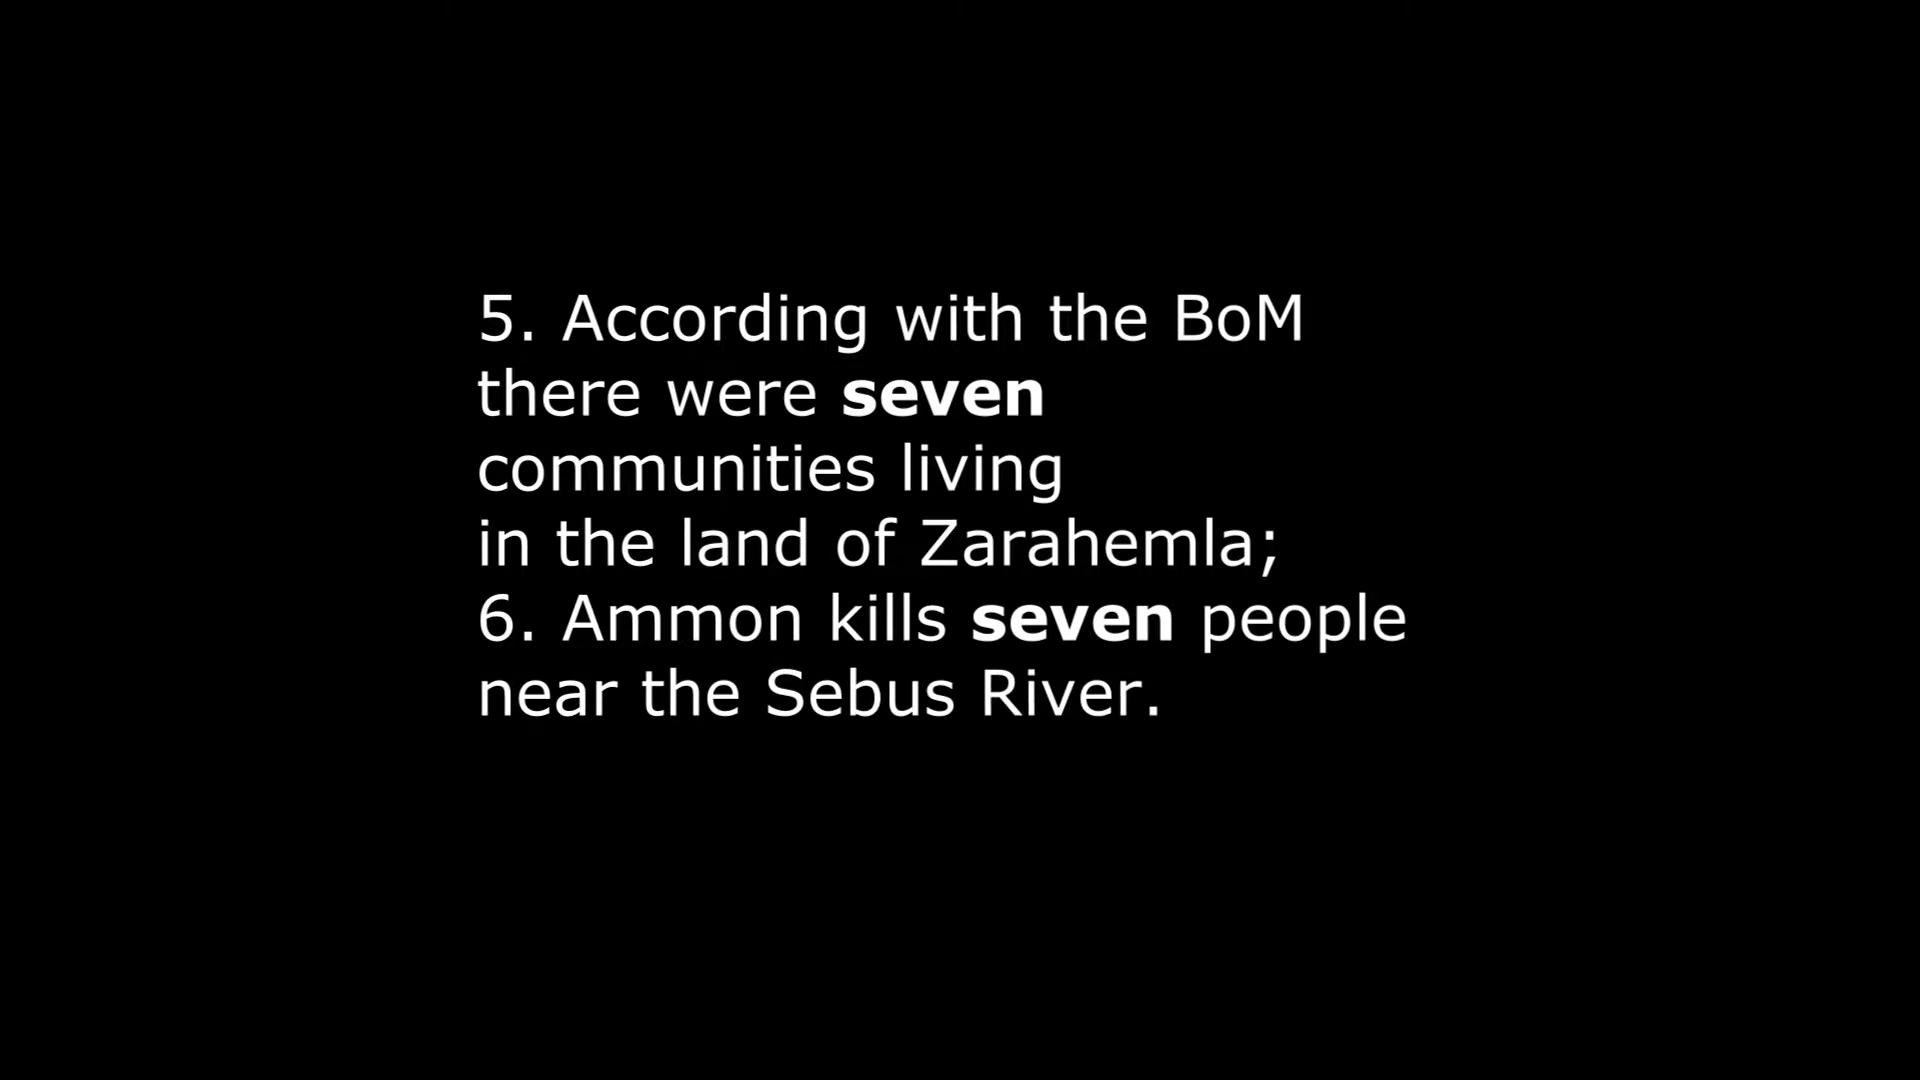 5. According with the BoM
there were seven
communities living
in the land of Zarahemla;
6. Ammon kills seven people
near the Sebus River.